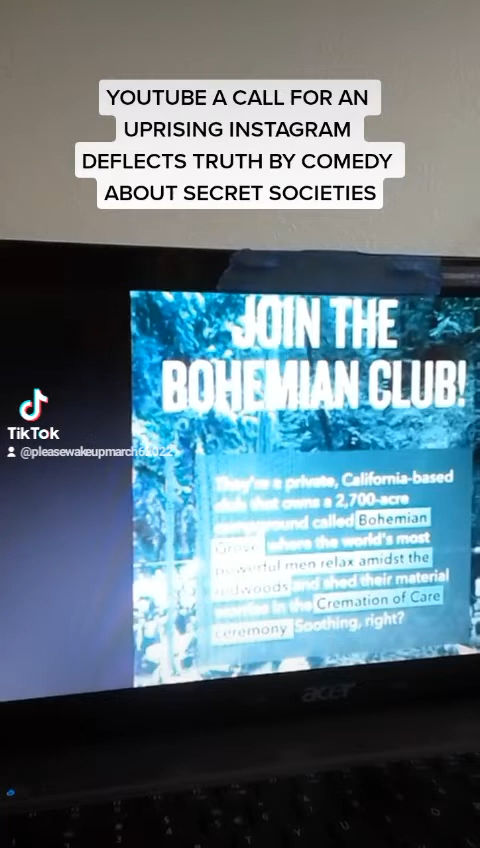 YOUTUBE A CALL FOR AN
UPRISING INSTAGRAM
DEFLECTS TRUTH BY COMEDY
ABOUT SECRET SOCIETIES
JOIN THE
BOHEMIAN CLUB!
They're a private, California-based
club that owns a 2,700-acre
campground called Bohemian
Grove where the world's most
powerful men relax amidst the
redwoods and shed their material
worries in the Cremation of Care
ceremony Soothing, right?
TikTok
acer